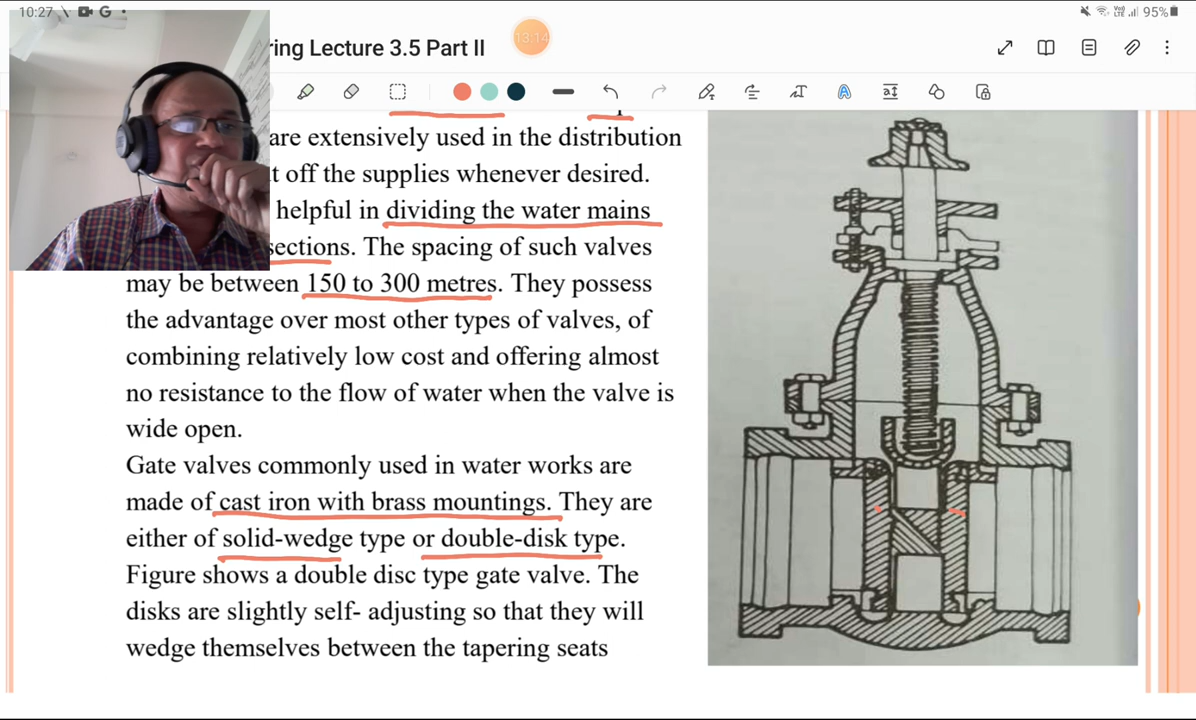 10:27
95%
ring Lecture 3.5 Part II
13:14
are extensively used in the distribution
t off the supplies whenever desired.
helpful in dividing the water mains
sections. The spacing of such valves
may be between 150 to 300 metres. They possess
the advantage over most other types of valves, of
combining relatively low cost and offering almost
no resistance to the flow of water when the valve is
wide open.
Gate valves commonly used in water works are
made of cast iron with brass mountings. They are
either of solid-wedge type or double-disk type.
Figure shows a double disc type gate valve. The
disks are slightly self- adjusting so that they will
wedge themselves between the tapering seats